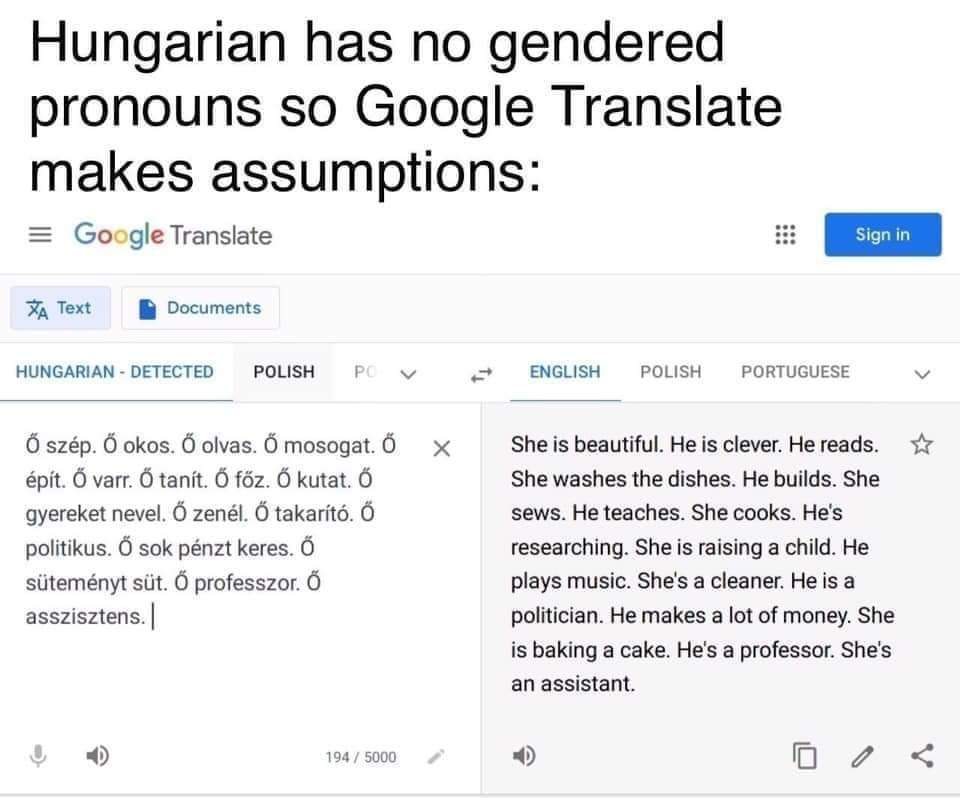 Hungarian has no gendered
pronouns so Google Translate
makes assumptions:
Google Translate
Sign in
Text
Documents
HUNGARIAN - DETECTED
POLISH
PO
ENGLISH
POLISH
PORTUGUESE
Ő szép. Ő okos. Ő olvas. Ő mosogat. Ő
épít. Ő varr. Ő tanít. Ő főz. Ő kutat. Ő
gyereket nevel. Ő zenél. Ő takarító. Ő
politikus. Ő sok pénzt keres. Ő
süteményt süt. Ő professzor. Ő
asszisztens.
194 / 5000
She is beautiful. He is clever. He reads.
She washes the dishes. He builds. She
sews. He teaches. She cooks. He's
researching. She is raising a child. He
plays music. She's a cleaner. He is a
politician. He makes a lot of money. She
is baking a cake. He's a professor. She's
an assistant.